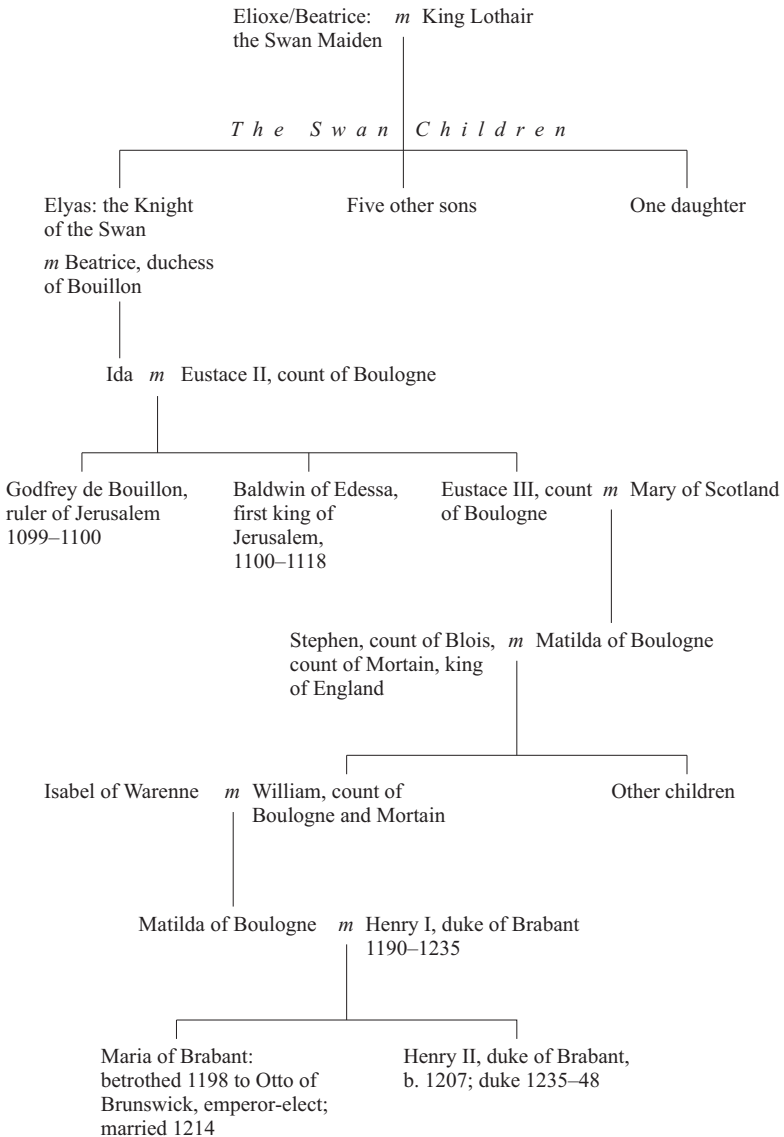 Elioxe/Beatrice: m King Lothair
the Swan Maiden
The Swan Children
Elyas: the Knight
of the Swan
Five other sons
One daughter
m Beatrice, duchess
of Bouillon
Ida m Eustace II, count of Boulogne
Godfrey de Bouillon,
ruler of Jerusalem
1099–1100
Baldwin of Edessa,
first king of
Jerusalem,
1100–1118
Eustace III, count m Mary of Scotland
of Boulogne
Stephen, count of Blois, m Matilda of Boulogne
count of Mortain, king
of England
Isabel of Warenne m William, count of
Boulogne and Mortain
Other children
Matilda of Boulogne m Henry I, duke of Brabant
1190–1235
Maria of Brabant:
betrothed 1198 to Otto of
Brunswick, emperor-elect;
married 1214
Henry II, duke of Brabant,
b. 1207; duke 1235–48